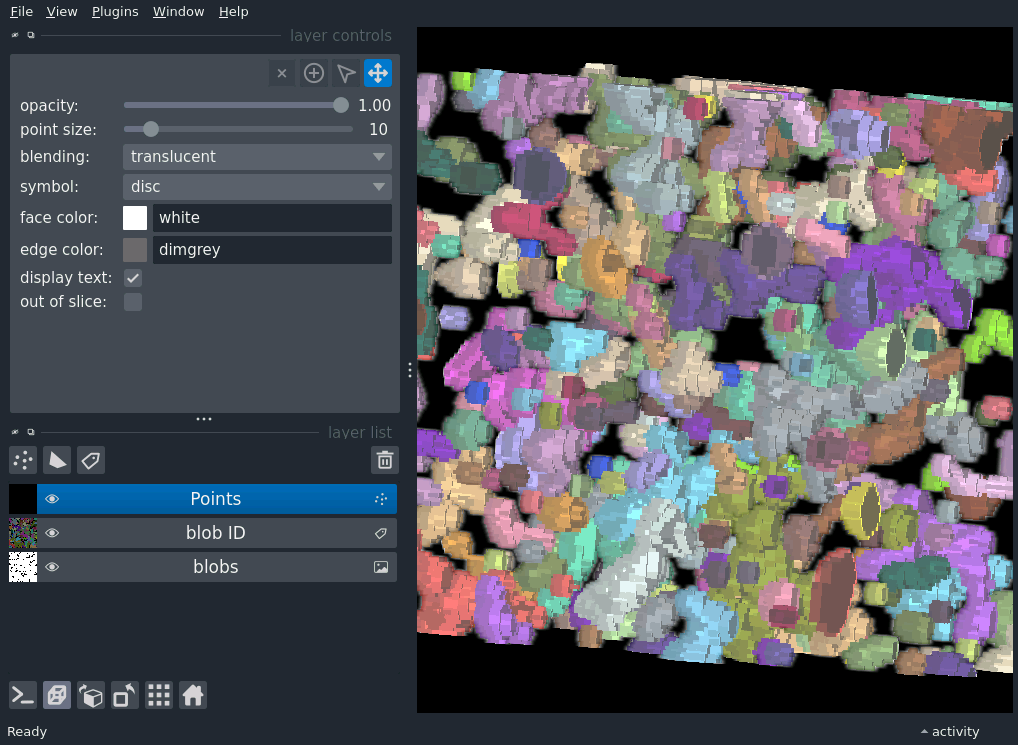 File View Plugins Window Help
layer controls
opacity: 1.00
point size: 10
blending: translucent
symbol: disc
face color: white
edge color: dimgrey
display text:
out of slice:
layer list
Points
blob ID
blobs
Ready activity